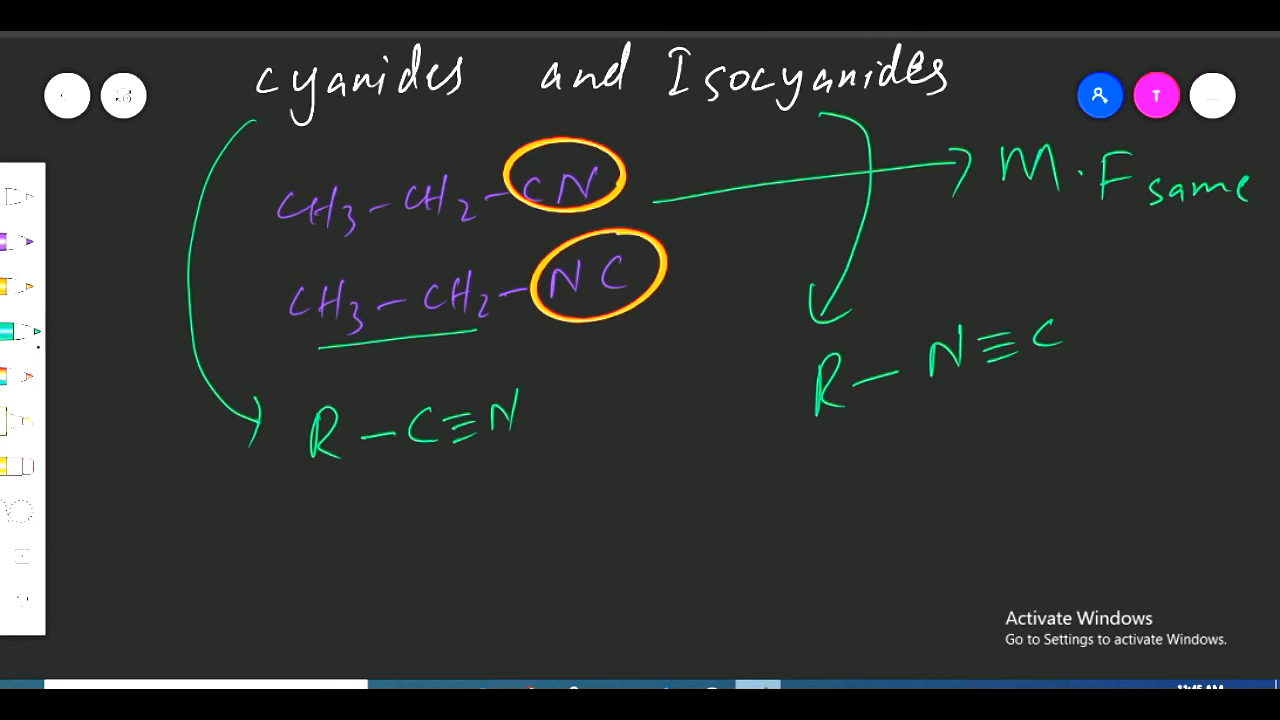 cyanides and Isocyanides
CH3-CH2-CN
M.F same
CH3-CH2-NC
R-N≡C
R-C≡N
T
Activate Windows
Go to Settings to activate Windows.